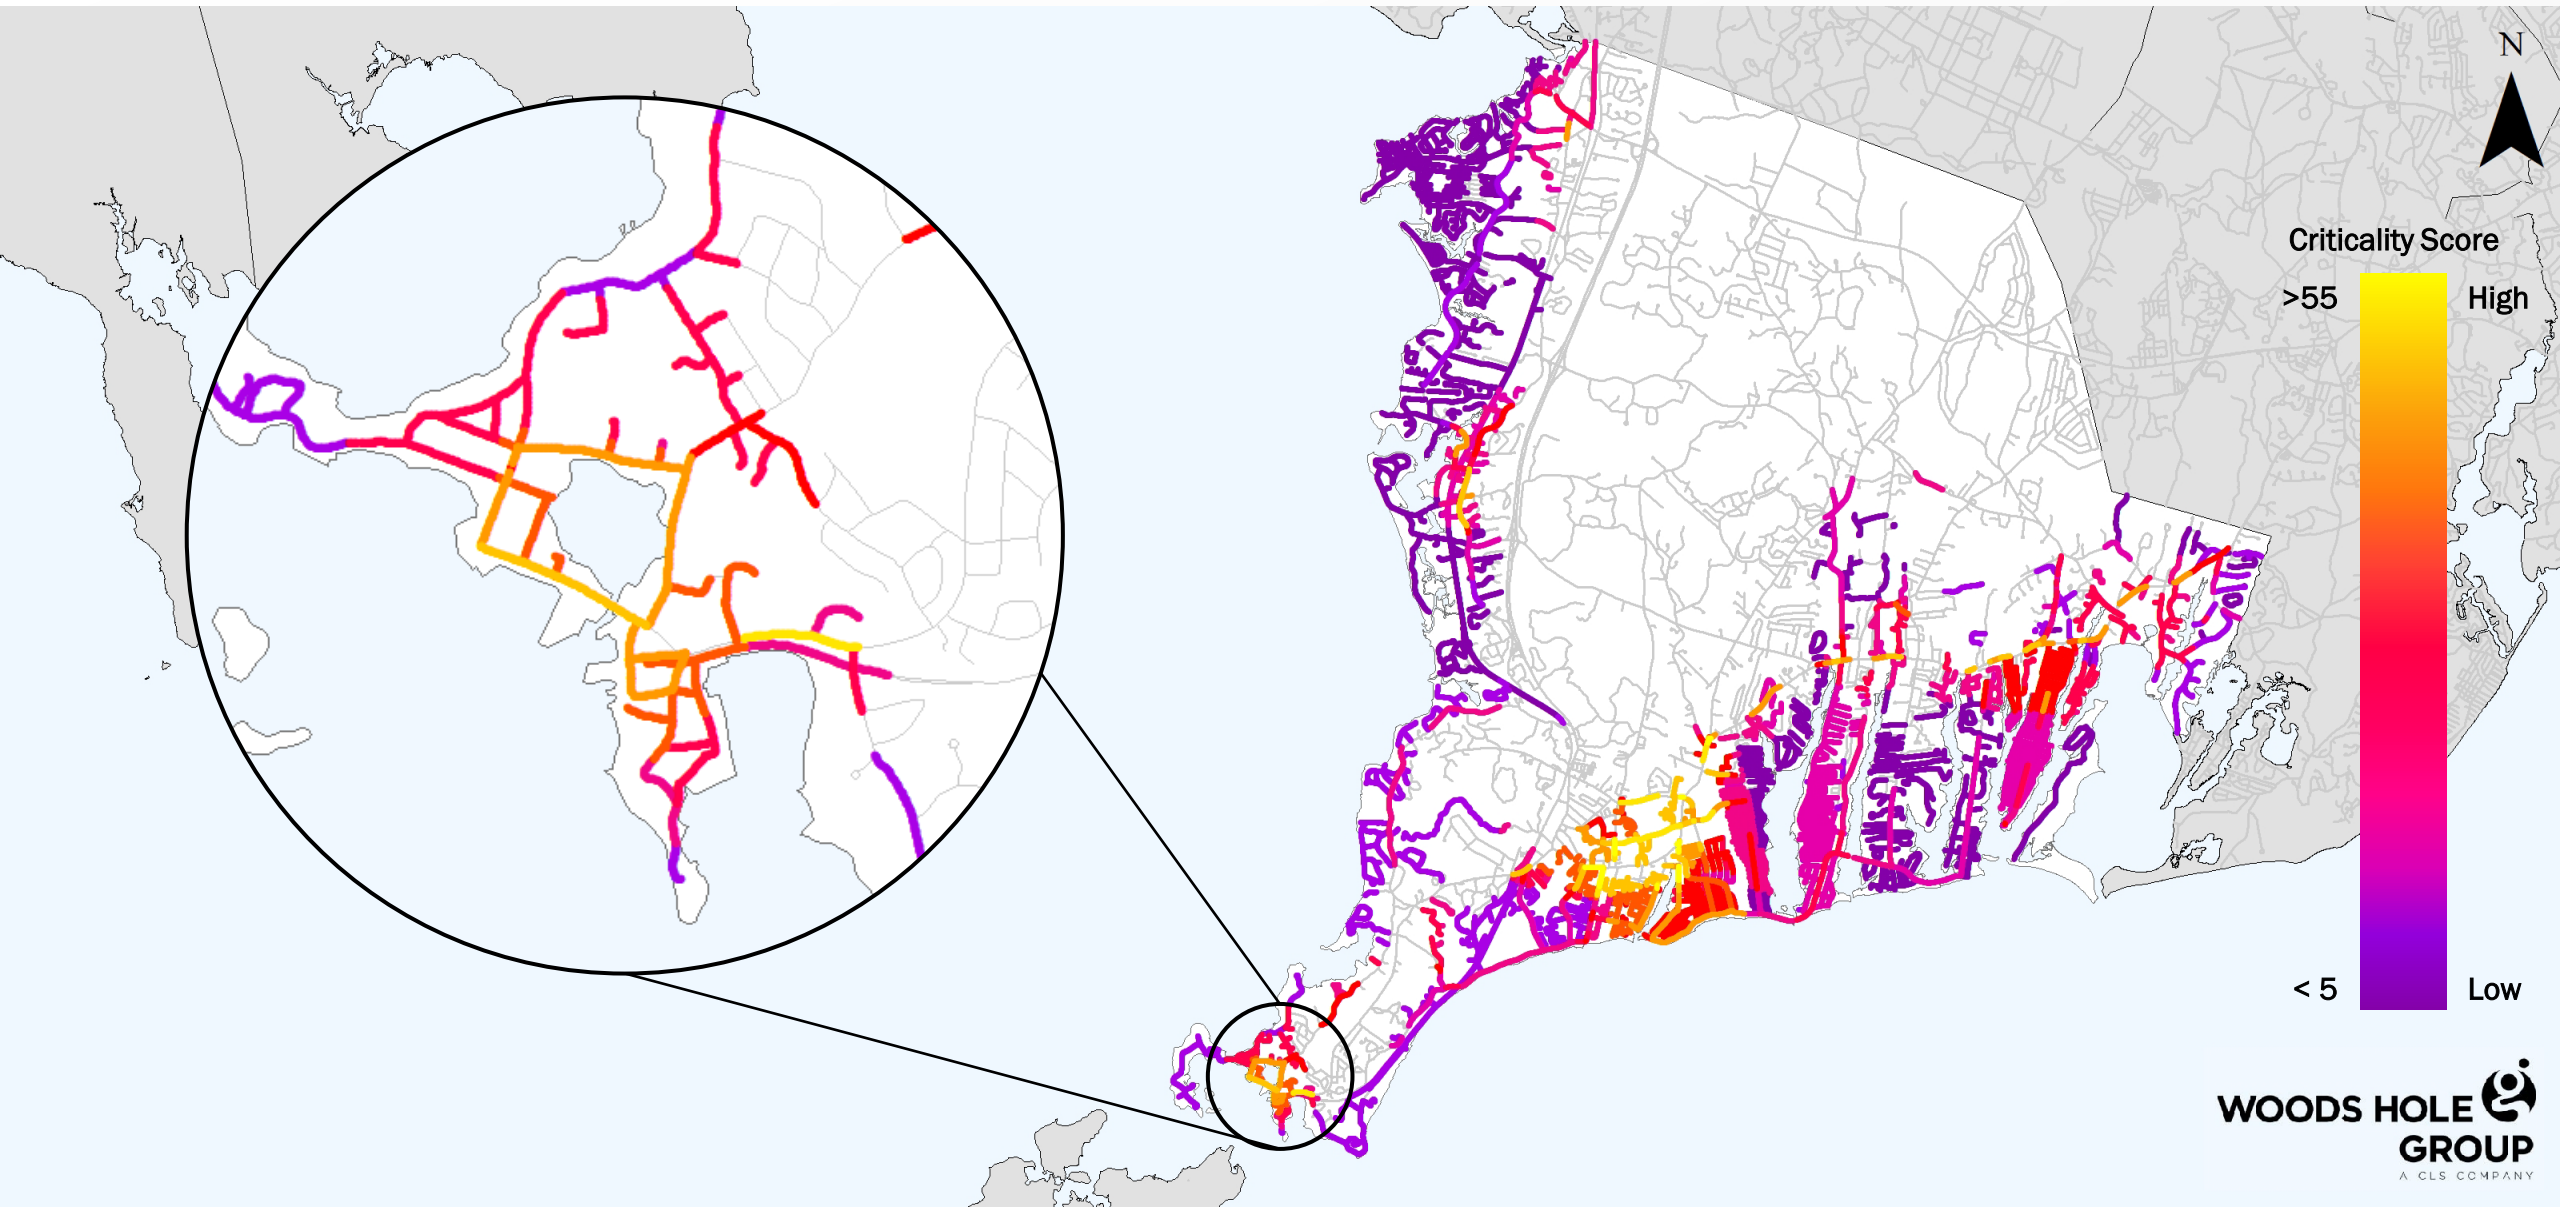 N
Criticality Score
>55 High
< 5 Low
WOODS HOLE
GROUP
A CLS COMPANY